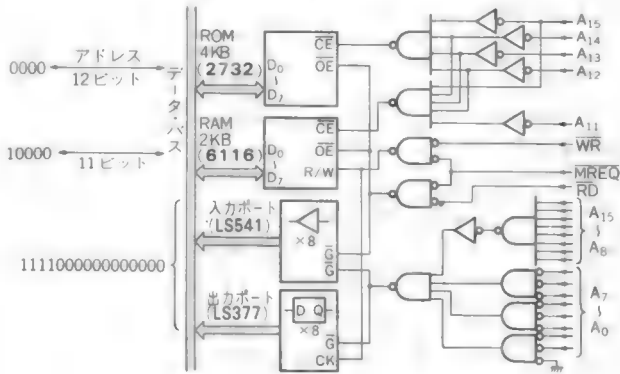 0000
アドレス
12ビット
10000
11ビット
1111000000000000
データ・バス
ROM
4KB
(2732)
D0
〜
D7
CE
OE
RAM
2KB
(6116)
D0
〜
D7
CE
OE
R/W
入力ポート
(LS541)
×8
G
G
出力ポート
(LS377)
D Q
×8
G
CK
A15
A14
A13
A12
A11
WR
MREQ
RD
A15
〜
A8
A7
〜
A0